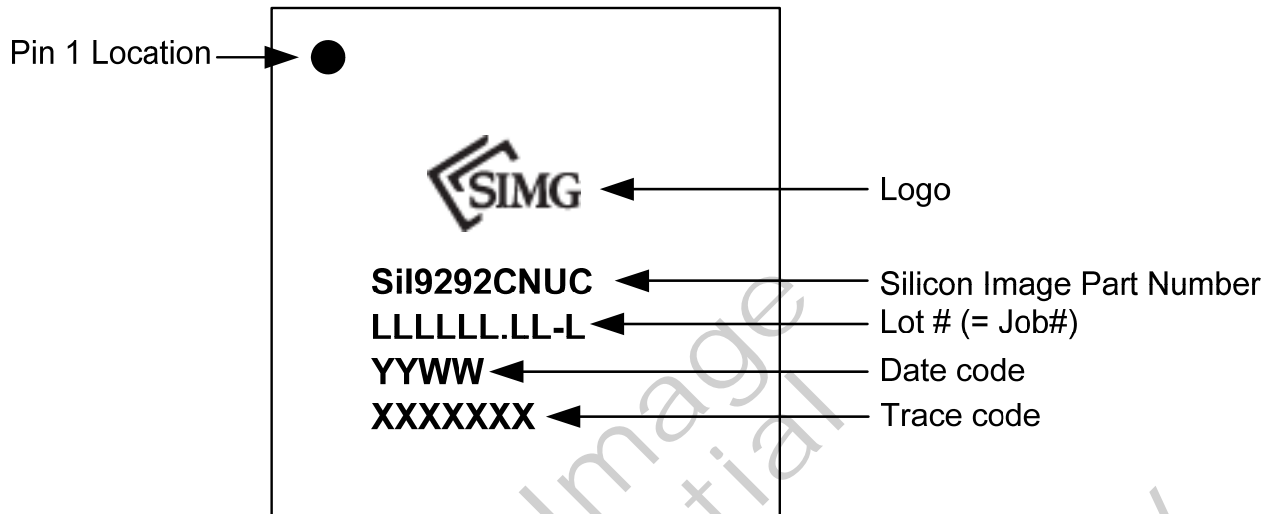 Pin 1 Location
SIMG
Logo
SiI9292CNUC
Silicon Image Part Number
LLLLLL.LL-L
Lot # (= Job#)
YYWW
Date code
XXXXXXX
Trace code
Image